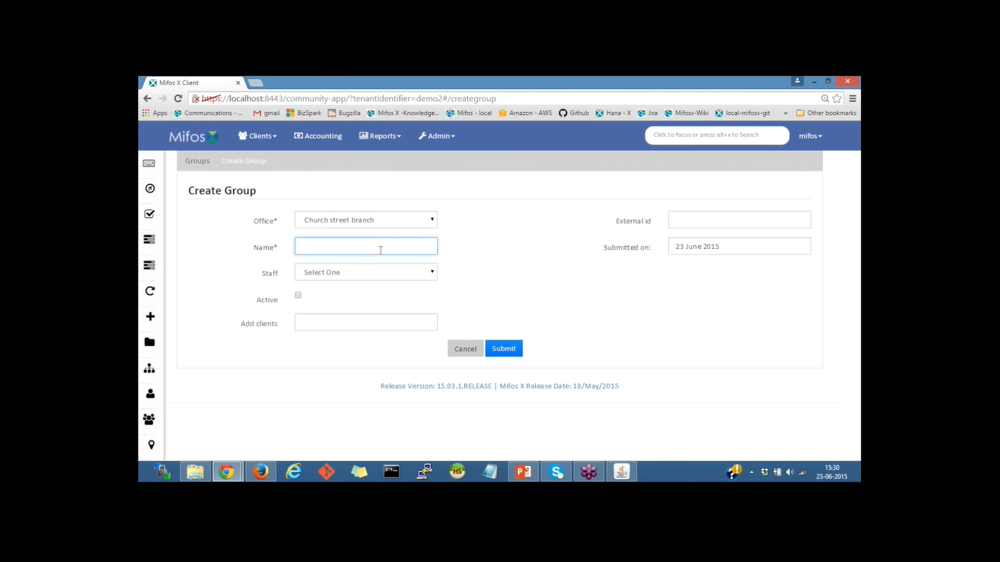 Mifos X Client
https://localhost:8443/community-app/?tenantIdentifier=demo2#/creategroup
Apps Communications - ... gmail BizSpark Bugzilla Mifos X -Knowledge... Mifos - local Amazon - AWS Github Hana - X Jira Mifosx-Wiki local-mifosx-git » Other bookmarks
Mifos Clients Accounting Reports Admin Click to focus or press alt+x to Search mifos
Groups Create Group
Create Group
Office* Church street branch External id
Name* Submitted on: 23 June 2015
Staff Select One
Active
Add clients
Cancel Submit
Release Version: 15.03.1.RELEASE | Mifos X Release Date: 18/May/2015
HS
15:30
23-06-2015